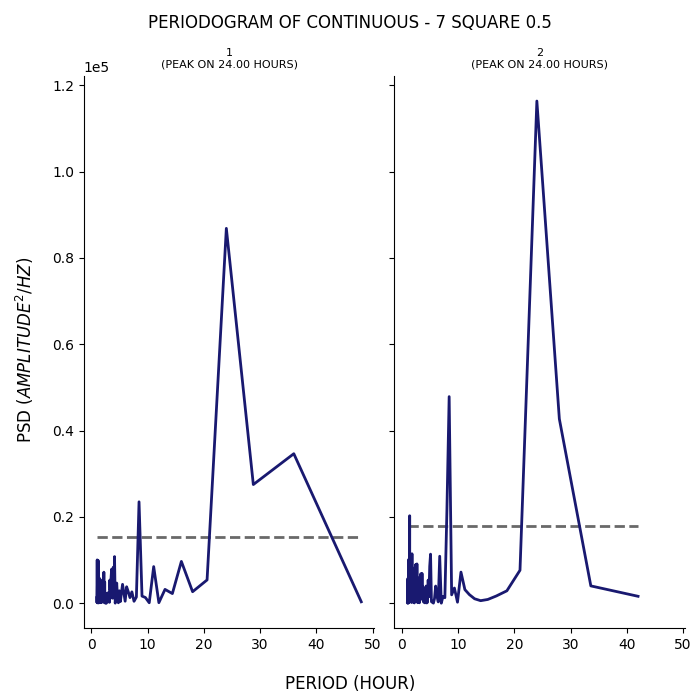 PERIODOGRAM OF CONTINUOUS - 7 SQUARE 0.5
1
(PEAK ON 24.00 HOURS)
2
(PEAK ON 24.00 HOURS)
1e5
1.2
1.0
0.8
0.6
0.4
0.2
0.0
PSD (AMPLITUDE²/HZ)
0 10 20 30 40 50
0 10 20 30 40 50
PERIOD (HOUR)